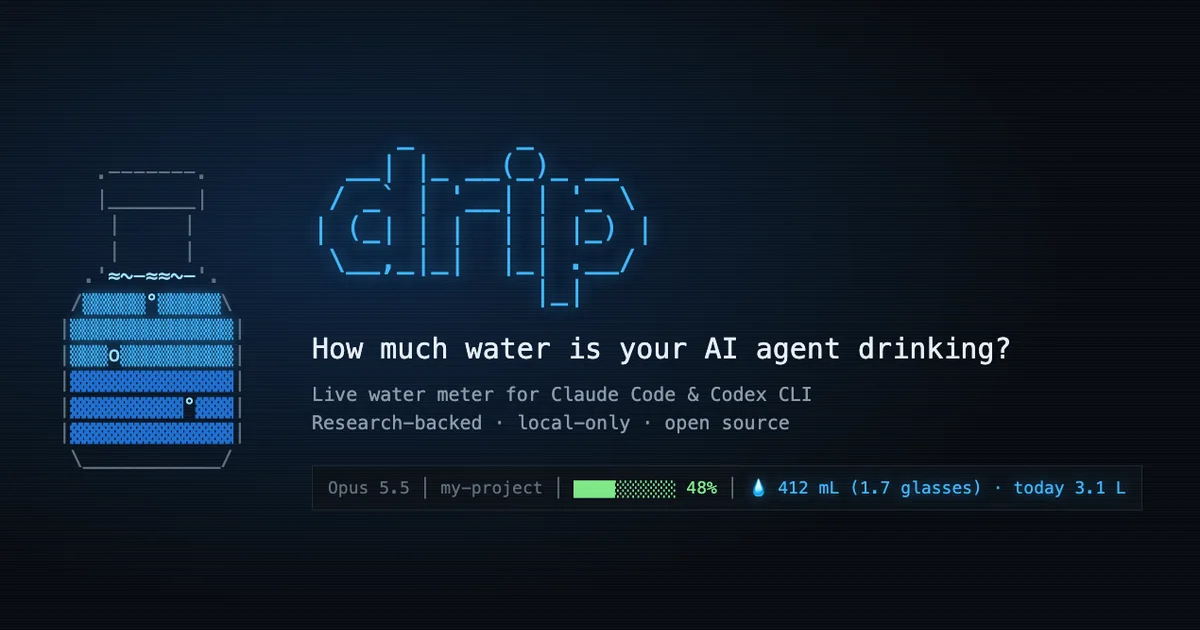 drip
How much water is your AI agent drinking?
Live water meter for Claude Code & Codex CLI
Research-backed · local-only · open source
Opus 5.5 | my-project | 48% | 412 mL (1.7 glasses) · today 3.1 L